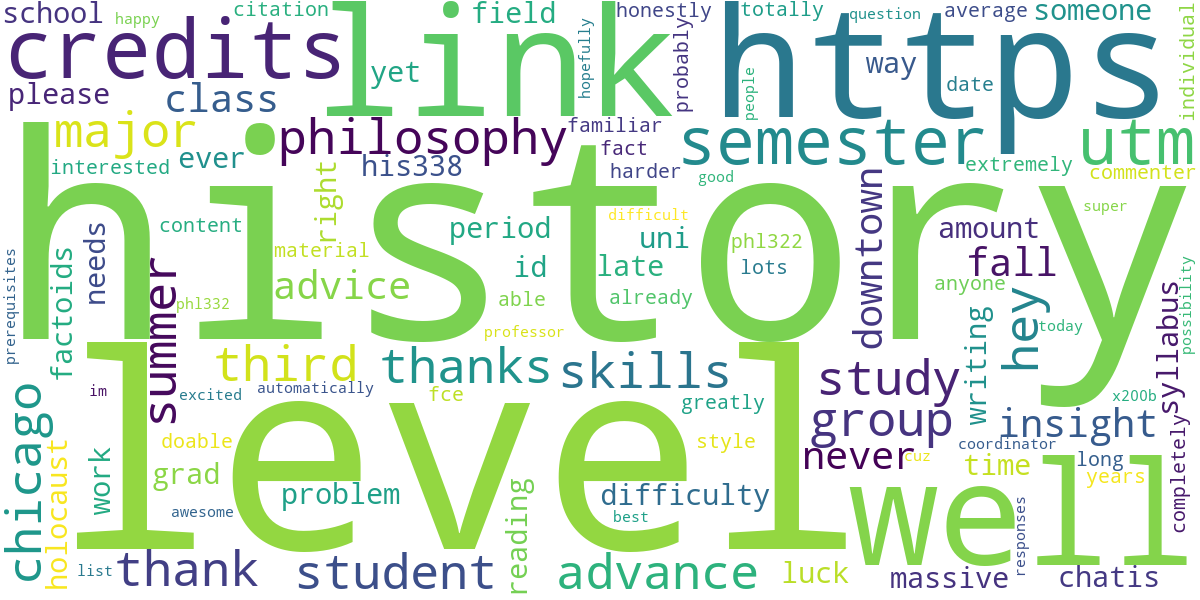 school
happy
citation
field
honestly
totally
question
average
someone
credits
link
https
hopefully
probably
people
individual
yet
way
date
please
class
major
philosophy
familiar
fact
harder
semester
utm
extremely
commenter
interested
ever
his338
good
history
content
right
material
needs
factoids
prerequisites
summer
phl332
advice
period
id
able
late
uni
difficult
phl322
lots
already
downtown
amount
fall
anyone
super
writing
hey
today
syllabus
possibility
professor
third
thanks
skills
study
group
im
excited
automatically
fce
greatly
x200b
insight
level
chicago
holocaust
work
doable
grad
awesome
problem
reading
difficulty
best
style
never
cuz
coordinator
time
long
years
completely
well
responses
list
thank
student
advance
luck
massive
chatis